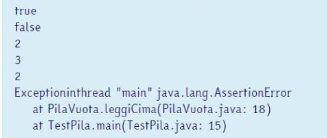 true
false
2
3
2
Exceptioninthread "main" java.lang.AssertionError
at PilaVuota.leggiCima(PilaVuota.java: 18)
at TestPila.main(TestPila.java: 15)